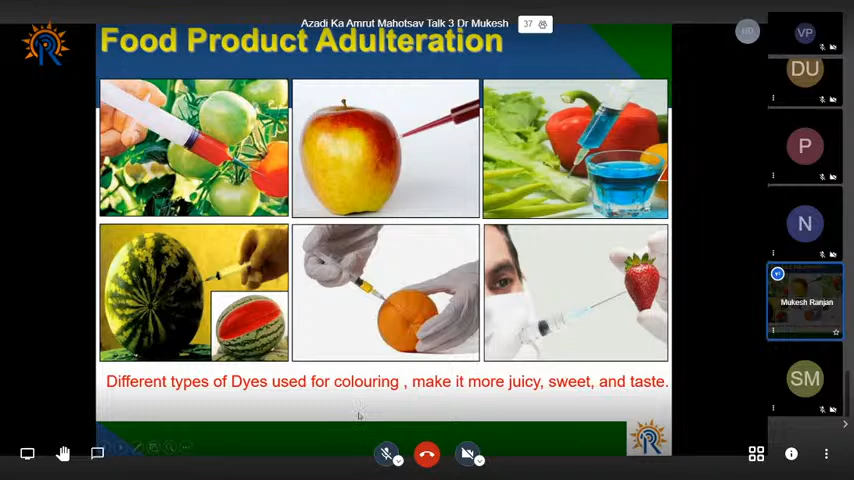 Azadi Ka Amrut Mahotsav Talk 3 Dr Mukesh
37
HD
Food Product Adulteration
VP
DU
P
N
Mukesh Ranjan
SM
Different types of Dyes used for colouring , make it more juicy, sweet, and taste.